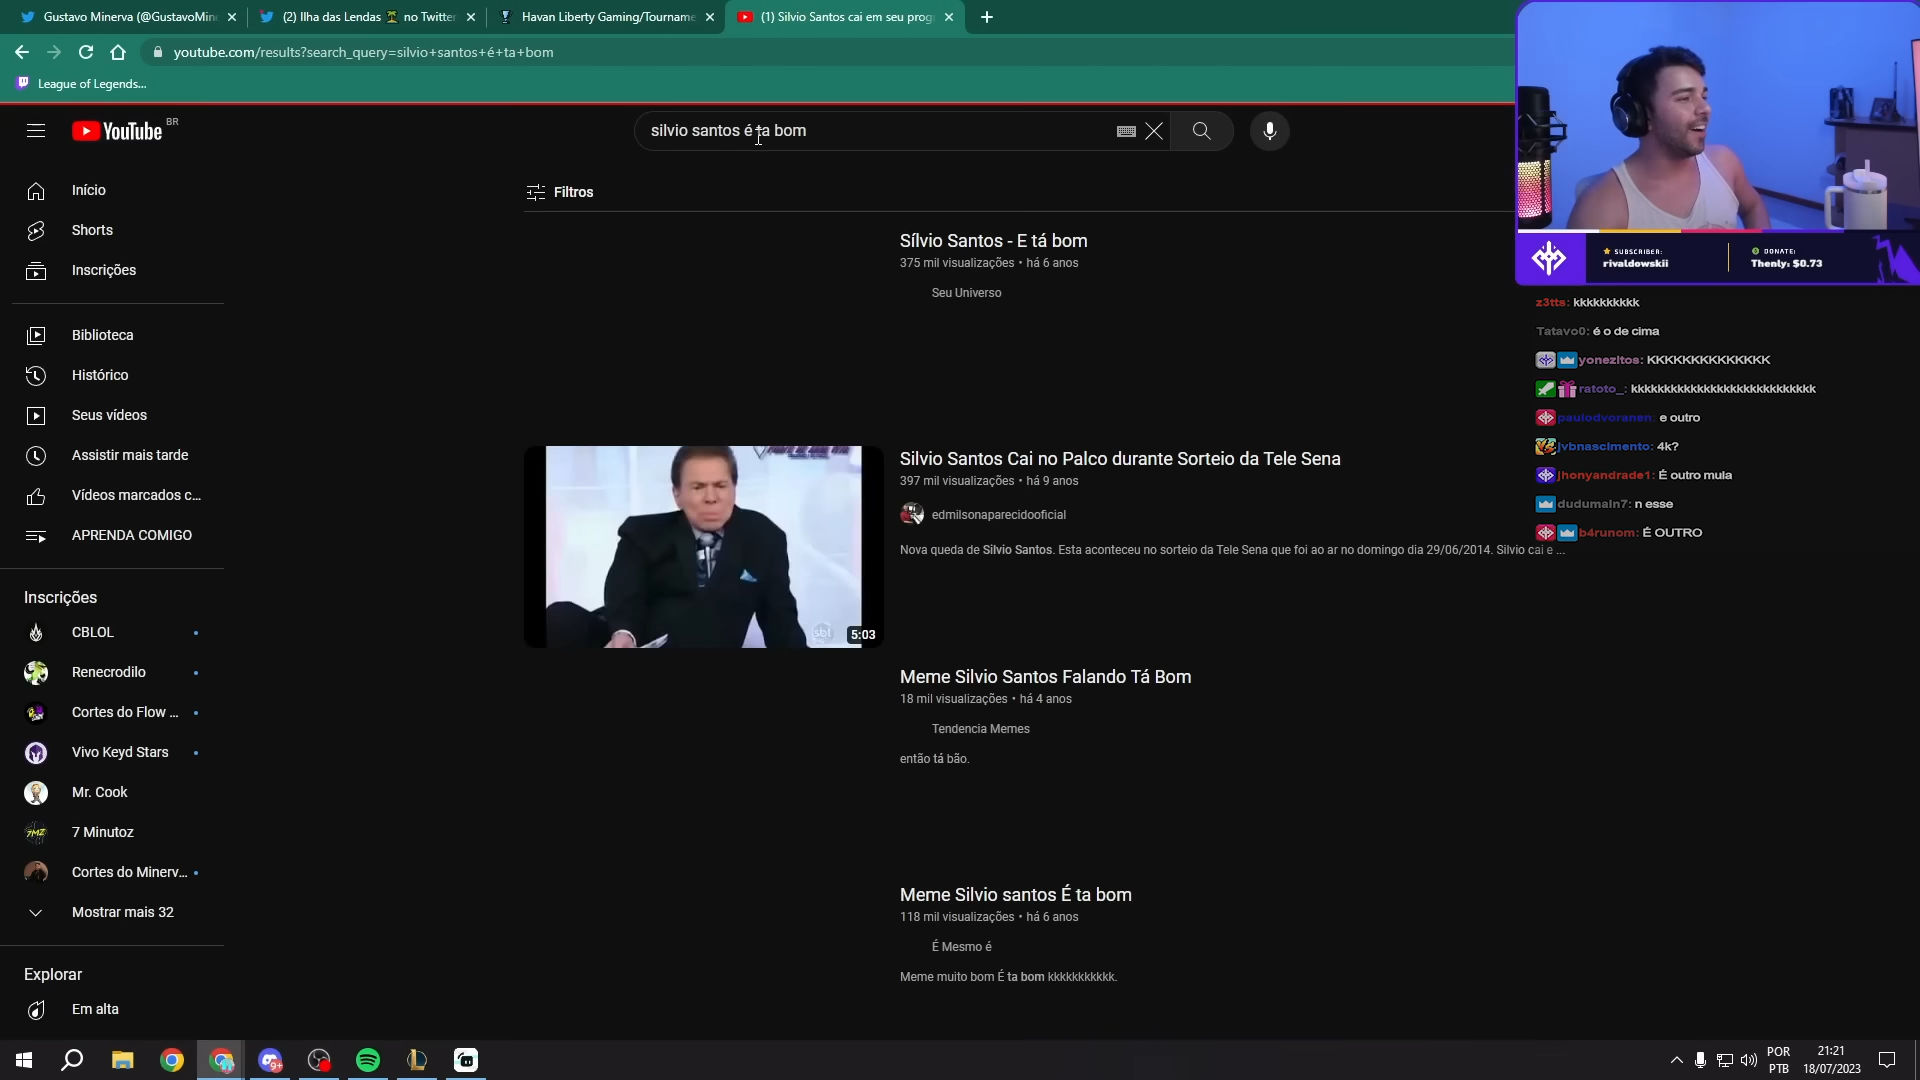 Gustavo Minerva (@GustavoMin
(2) Ilha das Lendas 🏝 no Twitter
Havan Liberty Gaming/Tourname
(1) Silvio Santos cai em seu prog
youtube.com/results?search_query=silvio+santos+é+ta+bom
League of Legends...
YouTube BR
silvio santos é ta bom
Início
Shorts
Inscrições
Biblioteca
Histórico
Seus vídeos
Assistir mais tarde
Vídeos marcados c...
APRENDA COMIGO
Inscrições
CBLOL
Renecrodilo
Cortes do Flow ...
Vivo Keyd Stars
Mr. Cook
7MZ
7 Minutoz
Cortes do Minerv...
Mostrar mais 32
Explorar
Em alta
Filtros
Sílvio Santos - E tá bom
375 mil visualizações • há 6 anos
Seu Universo
sbt
5:03
Silvio Santos Cai no Palco durante Sorteio da Tele Sena
397 mil visualizações • há 9 anos
edmilsonaparecidooficial
Nova queda de Silvio Santos. Esta aconteceu no sorteio da Tele Sena que foi ao ar no domingo dia 29/06/2014. Silvio cai e ...
Meme Silvio Santos Falando Tá Bom
18 mil visualizações • há 4 anos
Tendencia Memes
então tá bão.
Meme Silvio santos É ta bom
118 mil visualizações • há 6 anos
É Mesmo é
Meme muito bom É ta bom kkkkkkkkkkk.
SUBSCRIBER:
rivaldowskii
DONATE:
Thenly: $0.73
z3tts: kkkkkkkkkk
Tatavo0: é o de cima
yonezitos: KKKKKKKKKKKKKK
ratoto_: kkkkkkkkkkkkkkkkkkkkkkkkkkk
paulodvoranen: e outro
jvbnascimento: 4k?
jhonyandrade1: É outro mula
dudumain7: n esse
b4runom: É OUTRO
9+
POR
PTB
21:21
18/07/2023